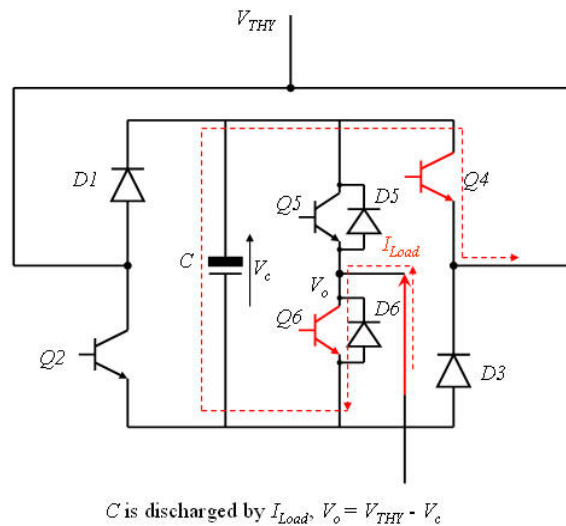 V_THY
D1
Q4
Q5
D5
I_Load
C
V_c
V_o
Q6
D6
Q2
D3
C is discharged by I_Load, V_o = V_THY - V_c